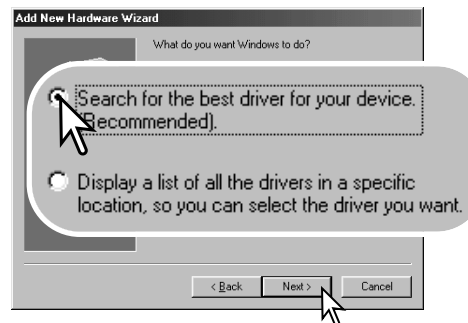 Add New Hardware Wizard
What do you want Windows to do?
Search for the best driver for your device.
(Recommended).
Display a list of all the drivers in a specific
location, so you can select the driver you want.
< Back Next > Cancel